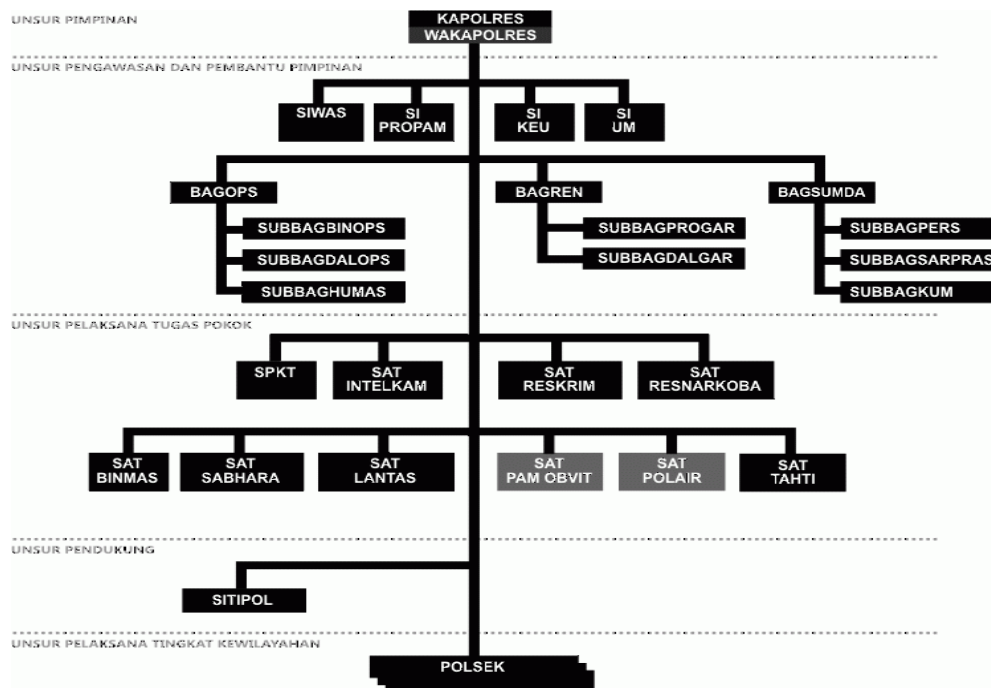 UNSUR PIMPINAN
KAPOLRES
WAKAPOLRES
UNSUR PENGAWASAN DAN PEMBANTU PIMPINAN
SIWAS
SI
PROPAM
SI
KEU
SI
UM
BAGOPS
BAGREN
BAGSUMDA
SUBBAGBINOPS
SUBBAGPROGAR
SUBBAGPERS
SUBBAGDALOPS
SUBBAGDALGAR
SUBBAGSARPRAS
SUBBAGHUMAS
SUBBAGKUM
UNSUR PELAKSANA TUGAS POKOK
SPKT
SAT
INTELKAM
SAT
RESKRIM
SAT
RESNARKOBA
SAT
BINMAS
SAT
SABHARA
SAT
LANTAS
SAT
PAM OBVIT
SAT
POLAIR
SAT
TAHTI
UNSUR PENDUKUNG
SITIPOL
UNSUR PELAKSANA TINGKAT KEWILAYAHAN
POLSEK